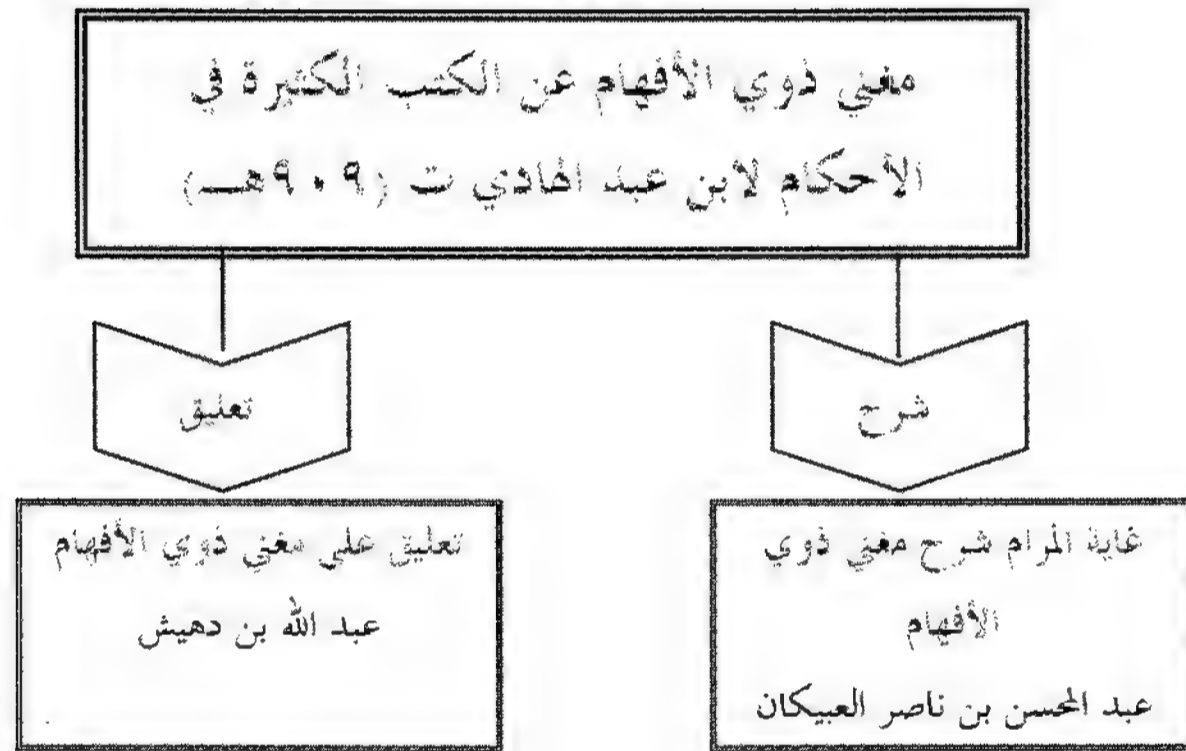 مغني ذوي الأفهام عن الكتب الكثيرة في
الأحكام لابن عبد الهادي ت (٩٠٩هــ)
شرح
تعليق
غاية المرام شرح مغني ذوي
الأفهام
عبد المحسن بن ناصر العبيكان
تعليق على مغني ذوي الأفهام
عبد الله بن دهيش